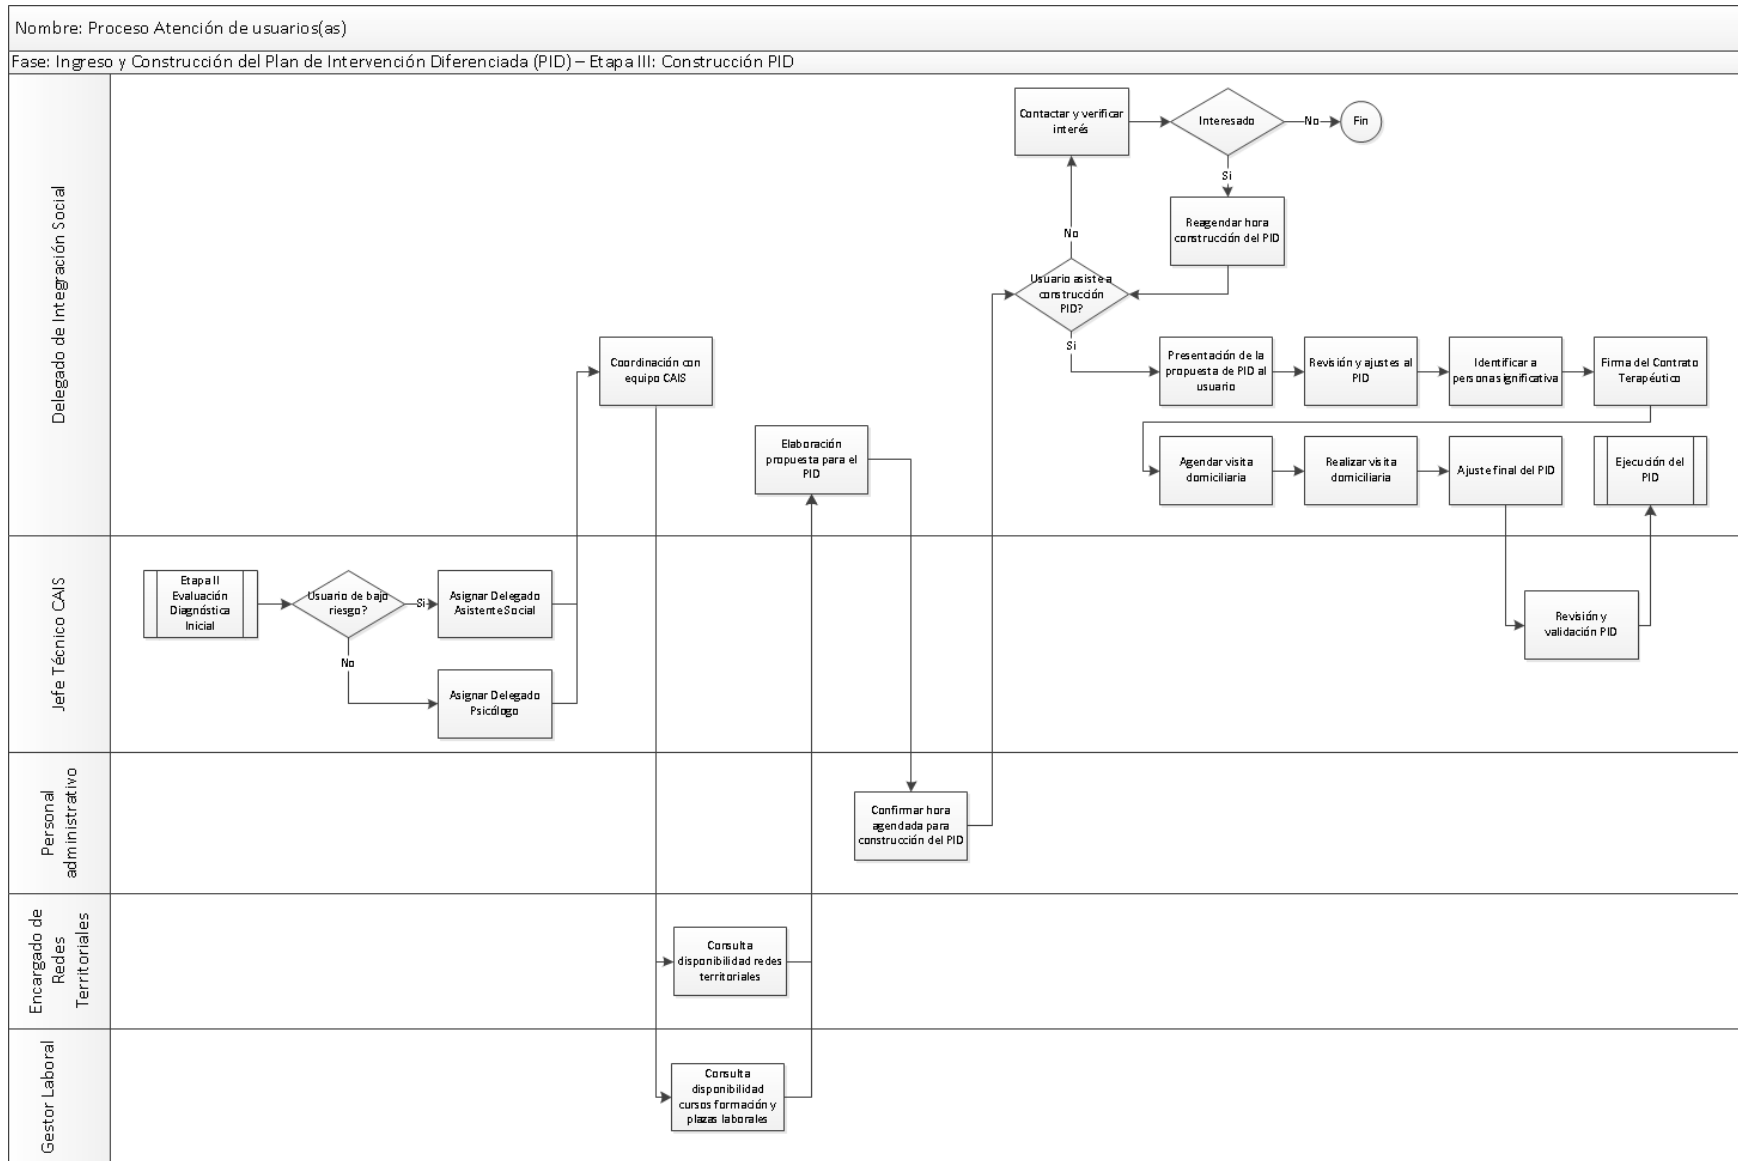 Nombre: Proceso Atención de usuarios(as)
Fase: Ingreso y Construcción del Plan de Intervención Diferenciada (PID) – Etapa III: Construcción PID
Delegado de Integración Social
Contactar y verificar
interés
Interesado
No
Fin
Si
Reagendar hora
construcción del PID
No
Usuario asiste a
construcción
PID?
Si
Coordinación con
equipo CAIS
Presentación de la
propuesta de PID al
usuario
Revisión y ajustes al
PID
Identificar a
persona significativa
Firma del Contrato
Terapéutico
Elaboración
propuesta para el
PID
Agendar visita
domiciliaria
Realizar visita
domiciliaria
Ajuste final del PID
Ejecución del
PID
Jefe Técnico CAIS
Etapa II
Evaluación
Diagnóstica
Inicial
Usuario de bajo
riesgo?
Si
Asignar Delegado
Asistente Social
No
Asignar Delegado
Psicólogo
Revisión y
validación PID
Personal
administrativo
Confirmar hora
agendada para
construcción del PID
Encargado de
Redes
Territoriales
Consulta
disponibilidad redes
territoriales
Gestor Laboral
Consulta
disponibilidad
cursos formación y
plazas laborales